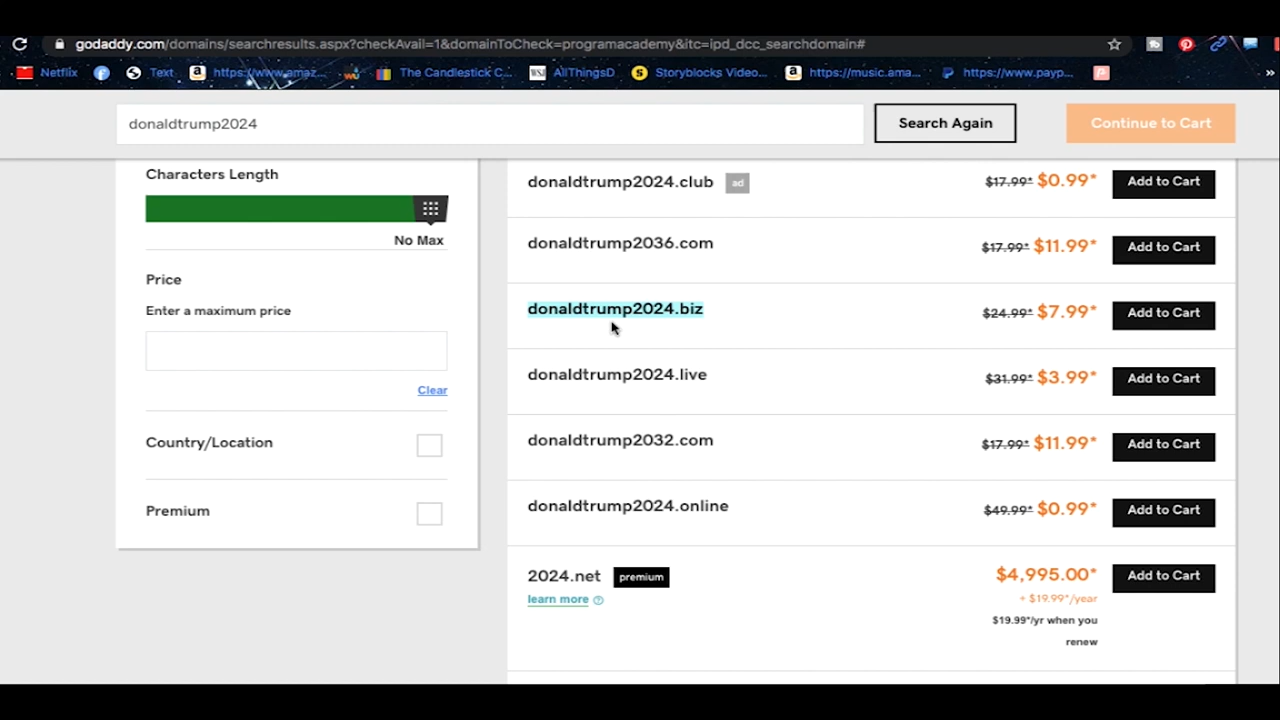 godaddy.com/domains/searchresults.aspx?checkAvail=1&domainToCheck=programacademy&itc=ipd_dcc_searchdomain#
Netflix Text https://www.amaz... The Candlestick C... WSJ AllThingsD Storyblocks Video... https://music.ama... https://www.payp... »
donaldtrump2024 Search Again Continue to Cart
Characters Length
No Max
Price
Enter a maximum price
Clear
Country/Location
Premium
donaldtrump2024.club ad $17.99* $0.99* Add to Cart
donaldtrump2036.com $17.99* $11.99* Add to Cart
donaldtrump2024.biz $24.99* $7.99* Add to Cart
donaldtrump2024.live $31.99* $3.99* Add to Cart
donaldtrump2032.com $17.99* $11.99* Add to Cart
donaldtrump2024.online $49.99* $0.99* Add to Cart
2024.net premium $4,995.00* Add to Cart
learn more ? + $19.99*/year
$19.99*/yr when you
renew